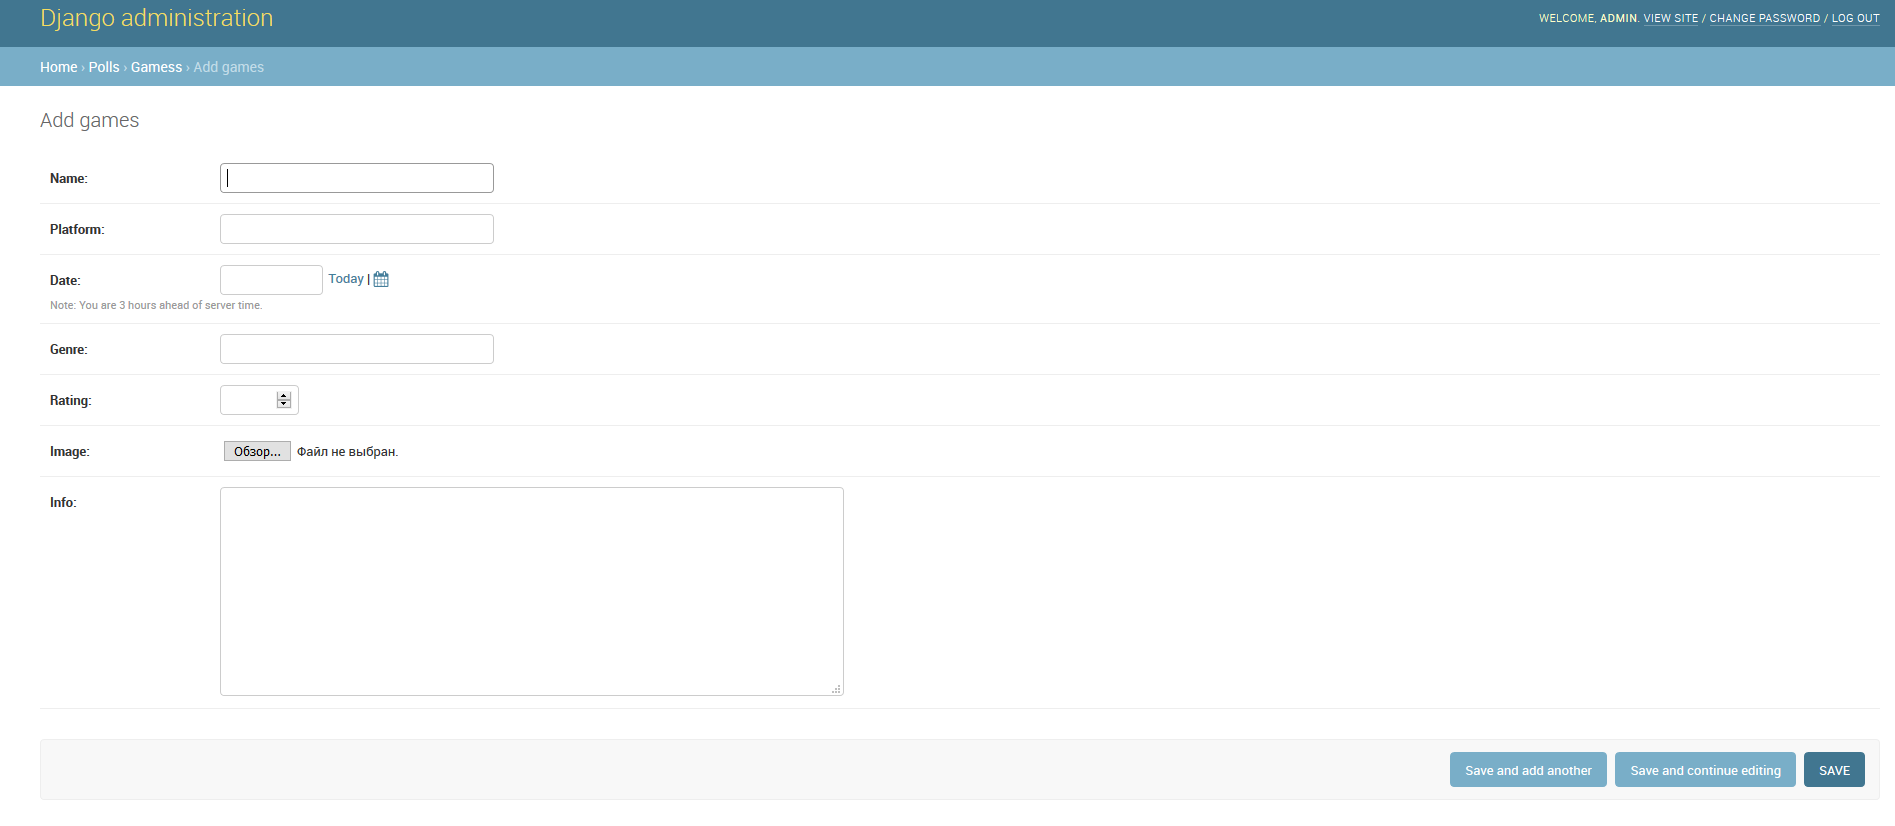 Django administration
WELCOME, ADMIN. VIEW SITE / CHANGE PASSWORD / LOG OUT
Home › Polls › Gamess › Add games
Add games
Name:
Platform:
Date:
Today |
Note: You are 3 hours ahead of server time.
Genre:
Rating:
Image:
Обзор... Файл не выбран.
Info:
Save and add another
Save and continue editing
SAVE